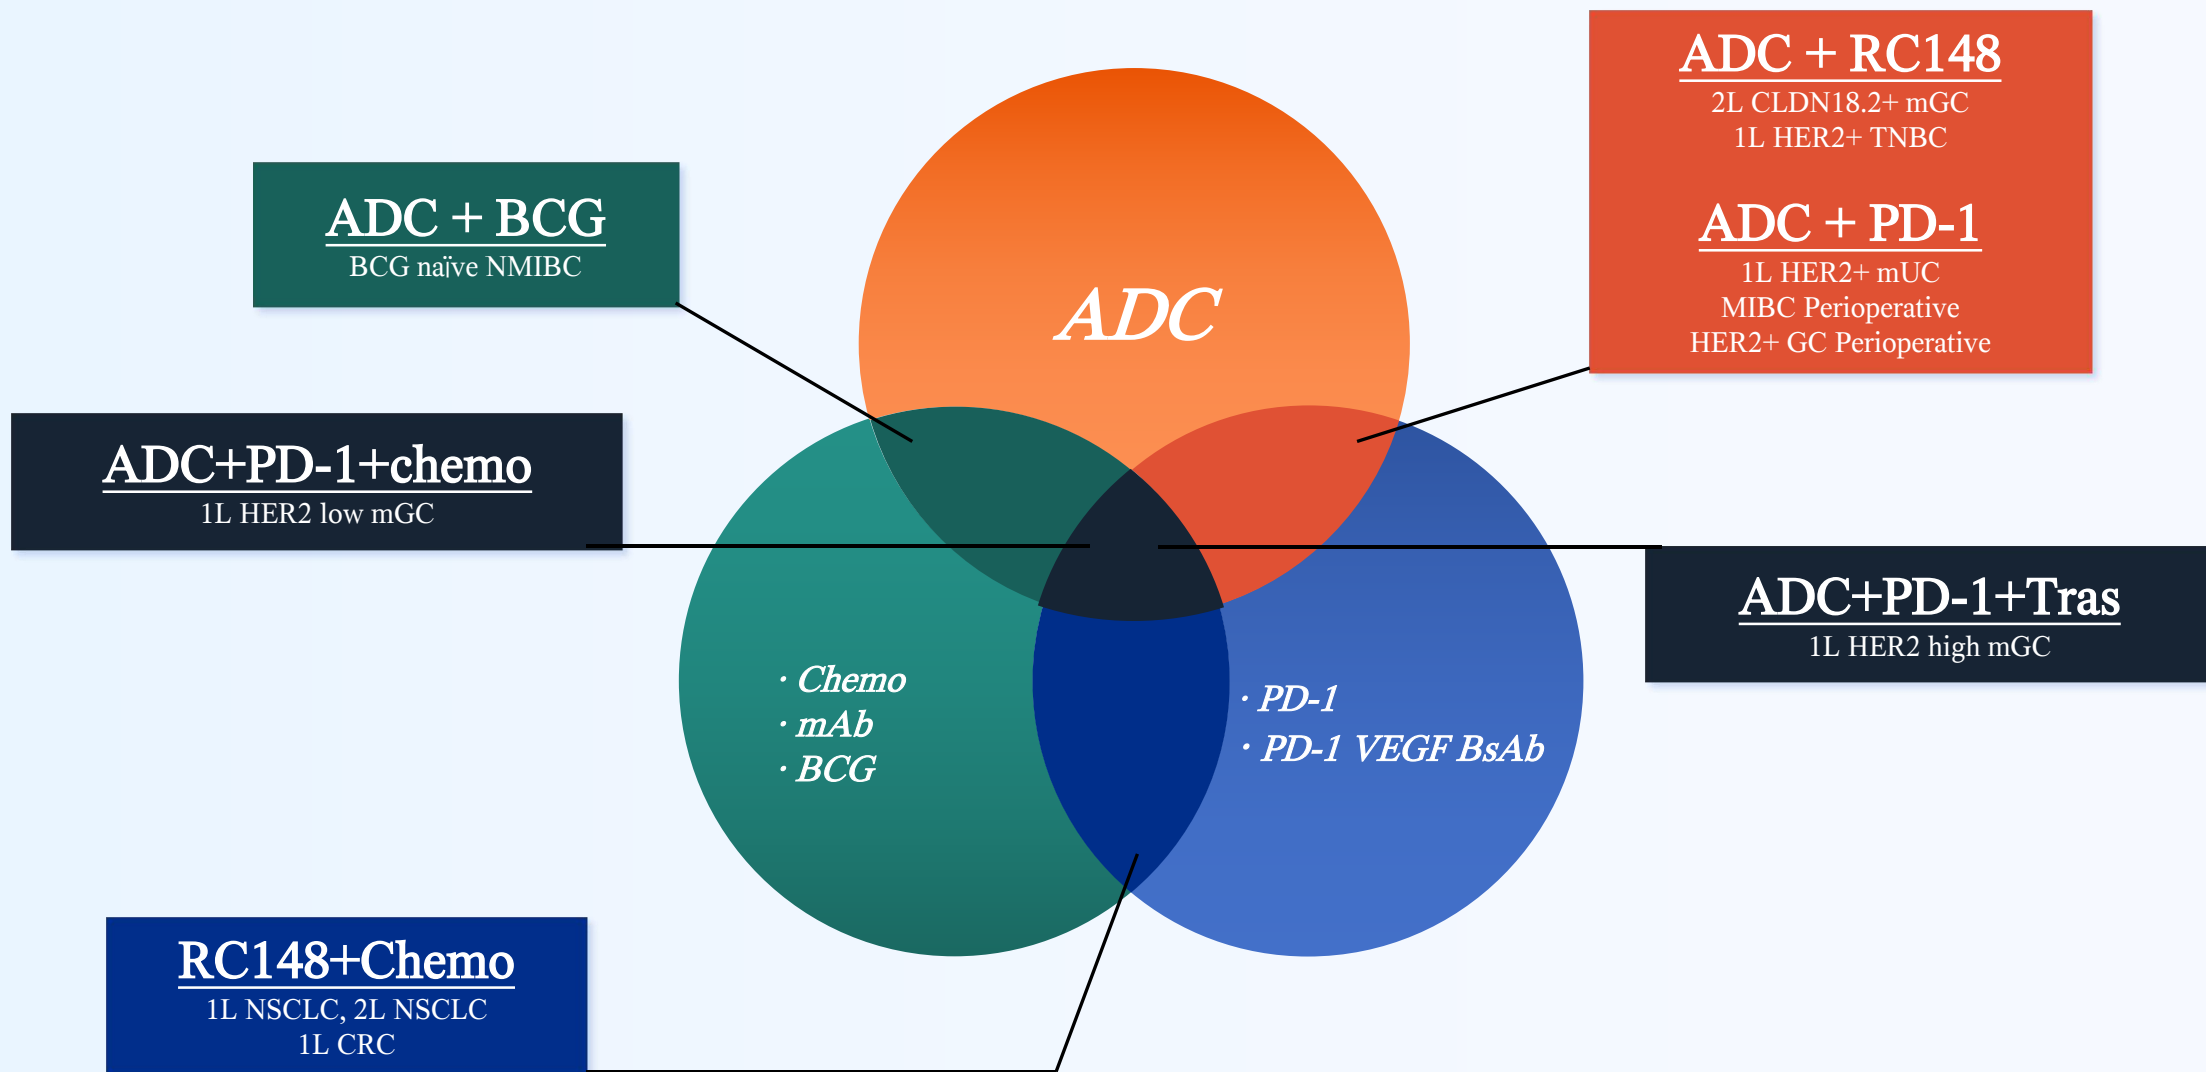 ADC + RC148
2L CLDN18.2+ mGC
1L HER2+ TNBC
ADC + PD-1
1L HER2+ mUC
MIBC Perioperative
HER2+ GC Perioperative
ADC + BCG
BCG naïve NMIBC
ADC
ADC+PD-1+chemo
1L HER2 low mGC
ADC+PD-1+Tras
1L HER2 high mGC
· Chemo
· mAb
· BCG
· PD-1
· PD-1 VEGF BsAb
RC148+Chemo
1L NSCLC, 2L NSCLC
1L CRC